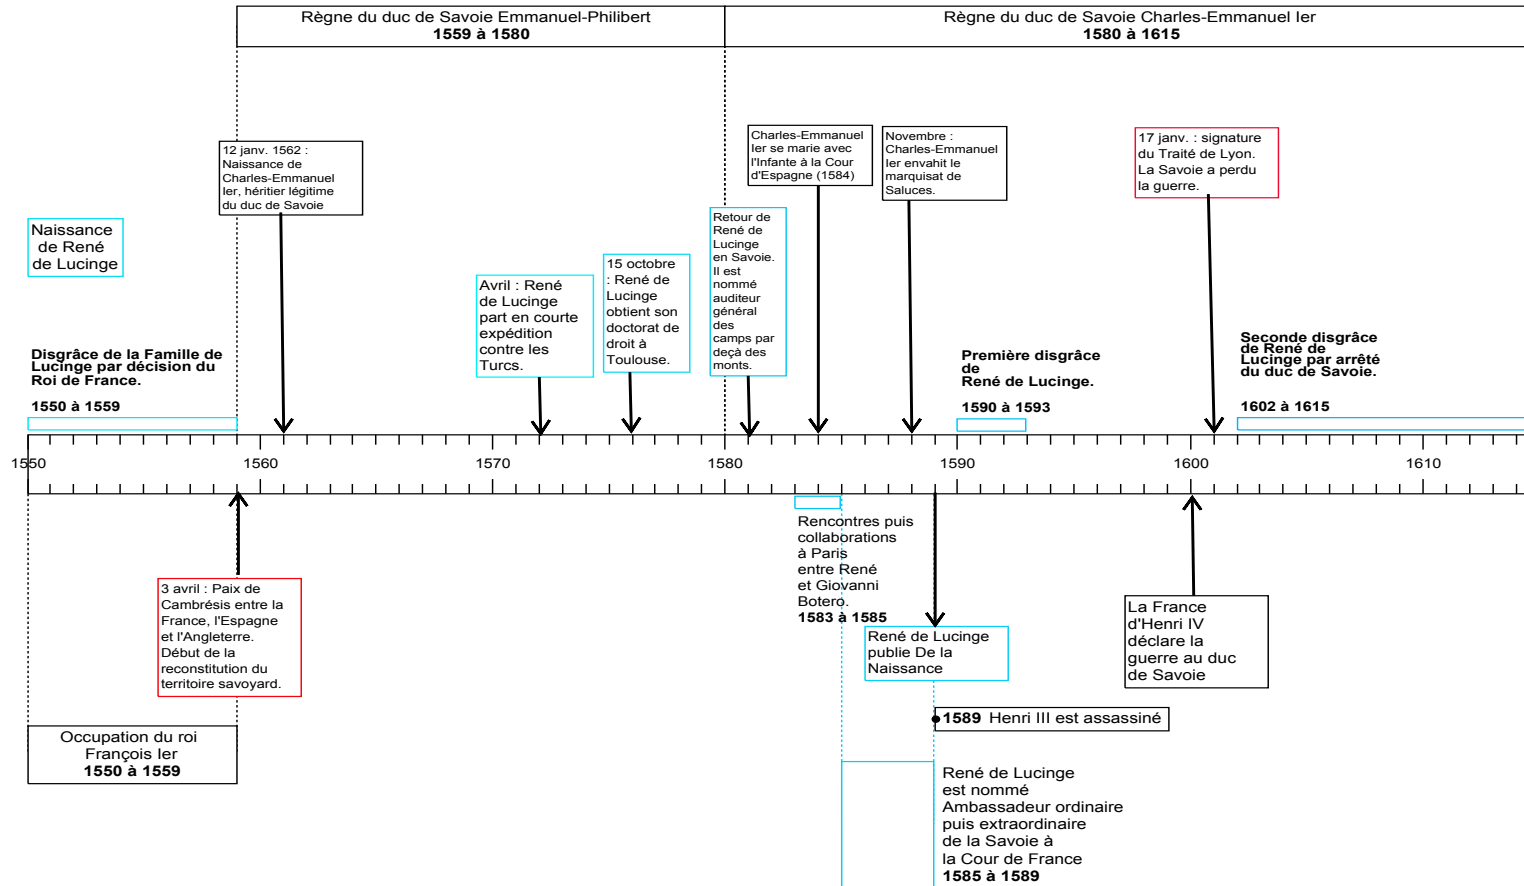 Règne du duc de Savoie Emmanuel-Philibert
1559 à 1580
Règne du duc de Savoie Charles-Emmanuel Ier
1580 à 1615
12 janv. 1562 :
Naissance de
Charles-Emmanuel
Ier, héritier légitime
du duc de Savoie
Charles-Emmanuel
Ier se marie avec
l'Infante à la Cour
d'Espagne (1584)
Novembre :
Charles-Emmanuel
Ier envahit le
marquisat de
Saluces.
17 janv. : signature
du Traité de Lyon.
La Savoie a perdu
la guerre.
Naissance
de René
de Lucinge
Avril : René
de Lucinge
part en courte
expédition
contre les
Turcs.
15 octobre
: René de
Lucinge
obtient son
doctorat de
droit à
Toulouse.
Retour de
René de
Lucinge
en Savoie.
Il est
nommé
auditeur
général
des
camps par
deçà des
monts.
Disgrâce de la Famille de
Lucinge par décision du
Roi de France.
1550 à 1559
Première disgrâce
de
René de Lucinge.
1590 à 1593
Seconde disgrâce
de René de
Lucinge par arrêté
du duc de Savoie.
1602 à 1615
1550
1560
1570
1580
1590
1600
1610
3 avril : Paix de
Cambrésis entre la
France, l'Espagne
et l'Angleterre.
Début de la
reconstitution du
territoire savoyard.
Occupation du roi
François Ier
1550 à 1559
Rencontres puis
collaborations
à Paris
entre René
et Giovanni
Botero.
1583 à 1585
René de Lucinge
publie De la
Naissance
1589 Henri III est assassiné
René de Lucinge
est nommé
Ambassadeur ordinaire
puis extraordinaire
de la Savoie à
la Cour de France
1585 à 1589
La France
d'Henri IV
déclare la
guerre au duc
de Savoie